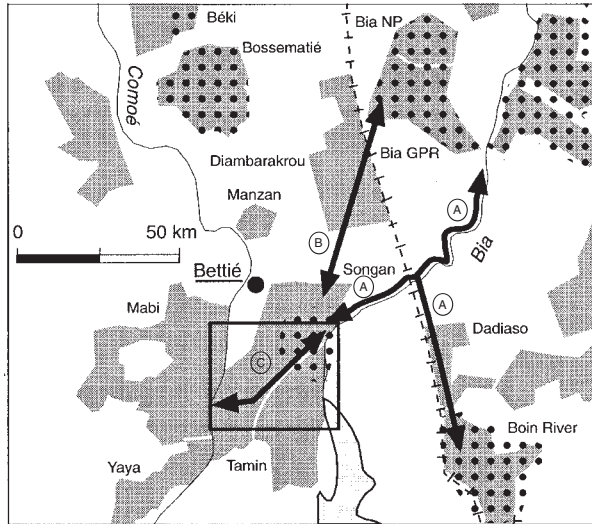 Béki
Bia NP
Bossematié
Comoé
Bia GPR
Diambarakrou
Manzan
A
0 50 km
B
Bia
Songan
Bettié
A
A
Mabi
Dadiaso
C
Boin River
Yaya
Tamin